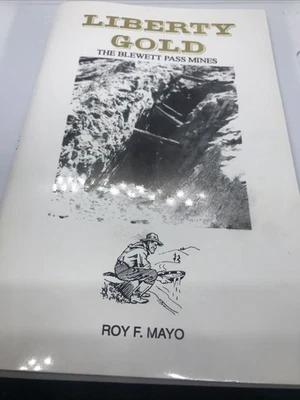 LIBERTY
GOLD
THE BLEWETT PASS MINES
ROY F. MAYO